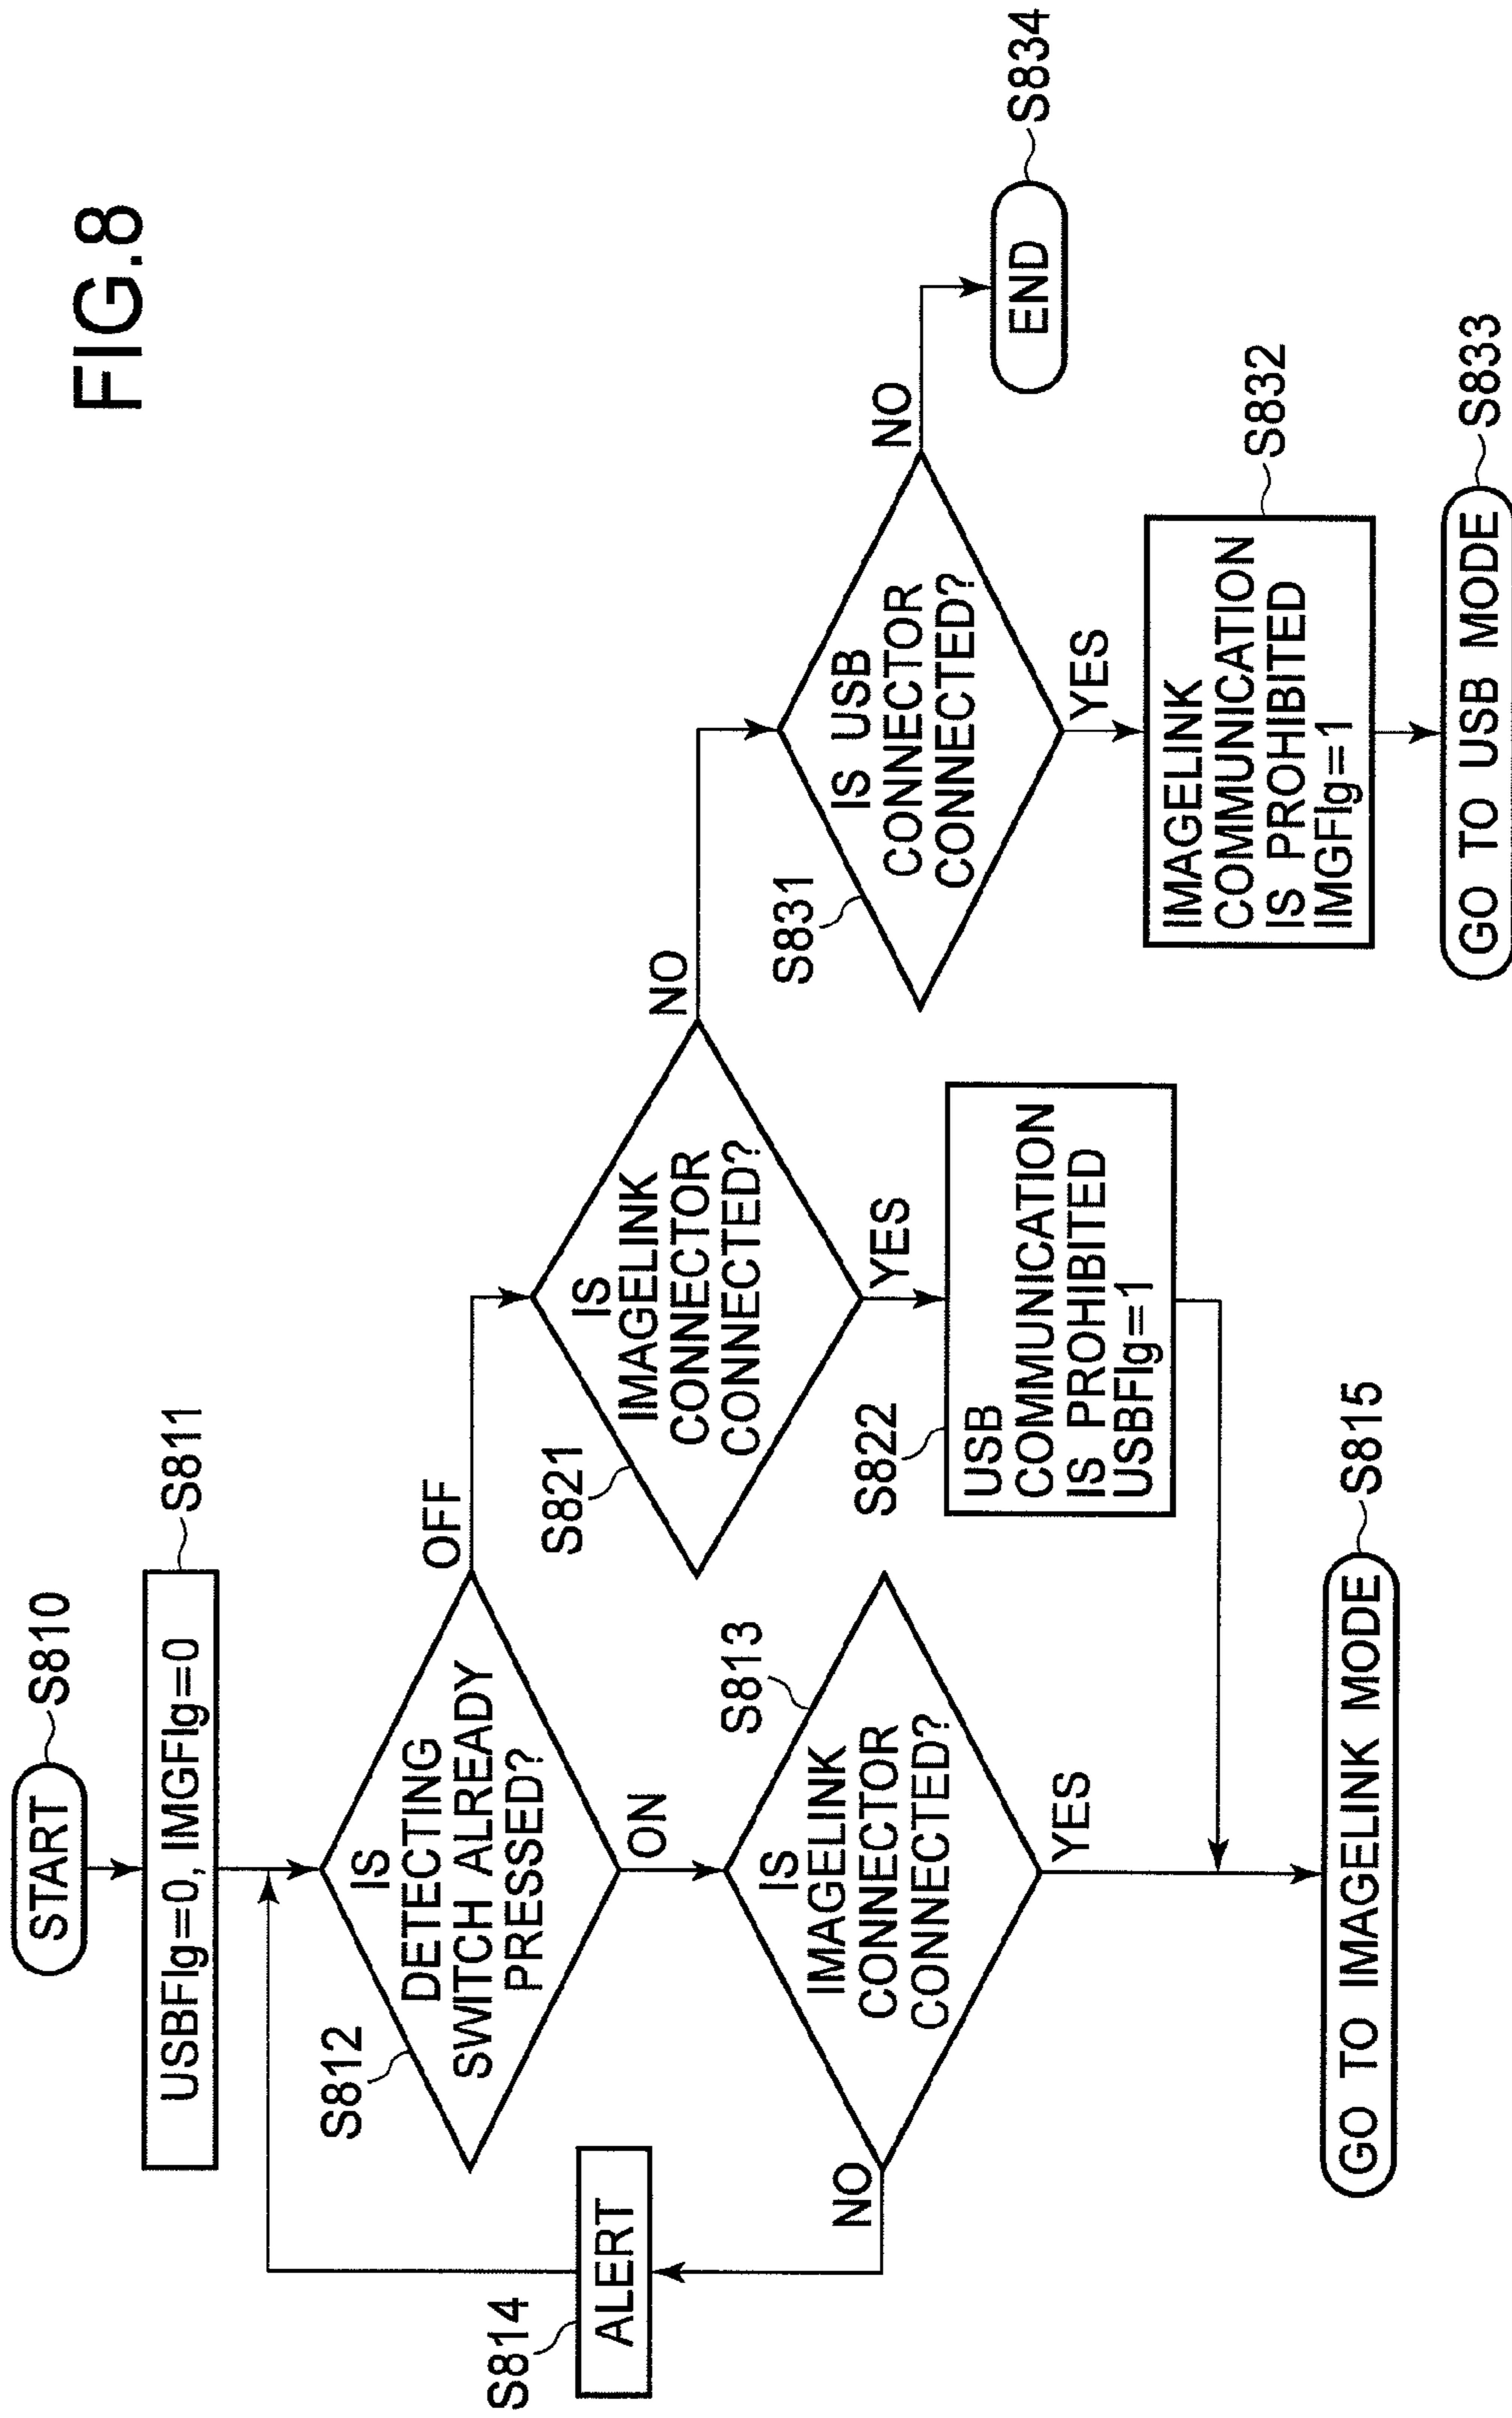 FIG.8
START
S810
USBFlg=0, IMGFlg=0
S811
IS
DETECTING
SWITCH ALREADY
PRESSED?
S812
OFF
ON
IS
IMAGELINK
CONNECTOR
CONNECTED?
S813
NO
YES
ALERT
S814
GO TO IMAGELINK MODE
S815
IS
IMAGELINK
CONNECTOR
CONNECTED?
S821
NO
YES
USB
COMMUNICATION
IS PROHIBITED
USBFlg=1
S822
IS USB
CONNECTOR
CONNECTED?
S831
NO
YES
IMAGELINK
COMMUNICATION
IS PROHIBITED
IMGFlg=1
S832
GO TO USB MODE
S833
END
S834